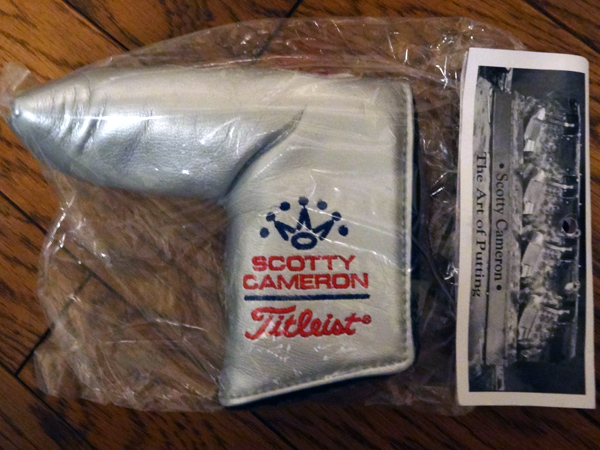 SCOTTY
CAMERON
Titleist®
• Scotty Cameron •
The Art of Putting